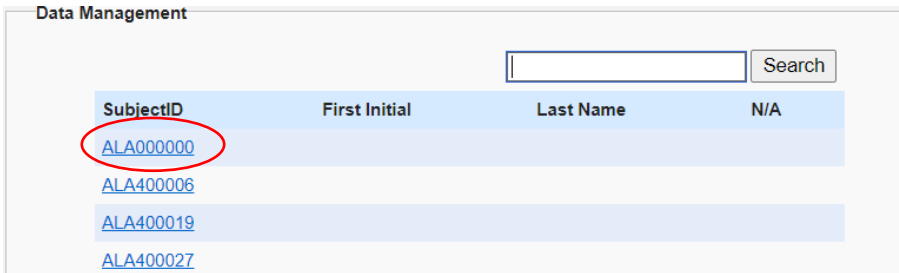 Data Management
Search
SubjectID First Initial Last Name N/A
ALA000000
ALA400006
ALA400019
ALA400027